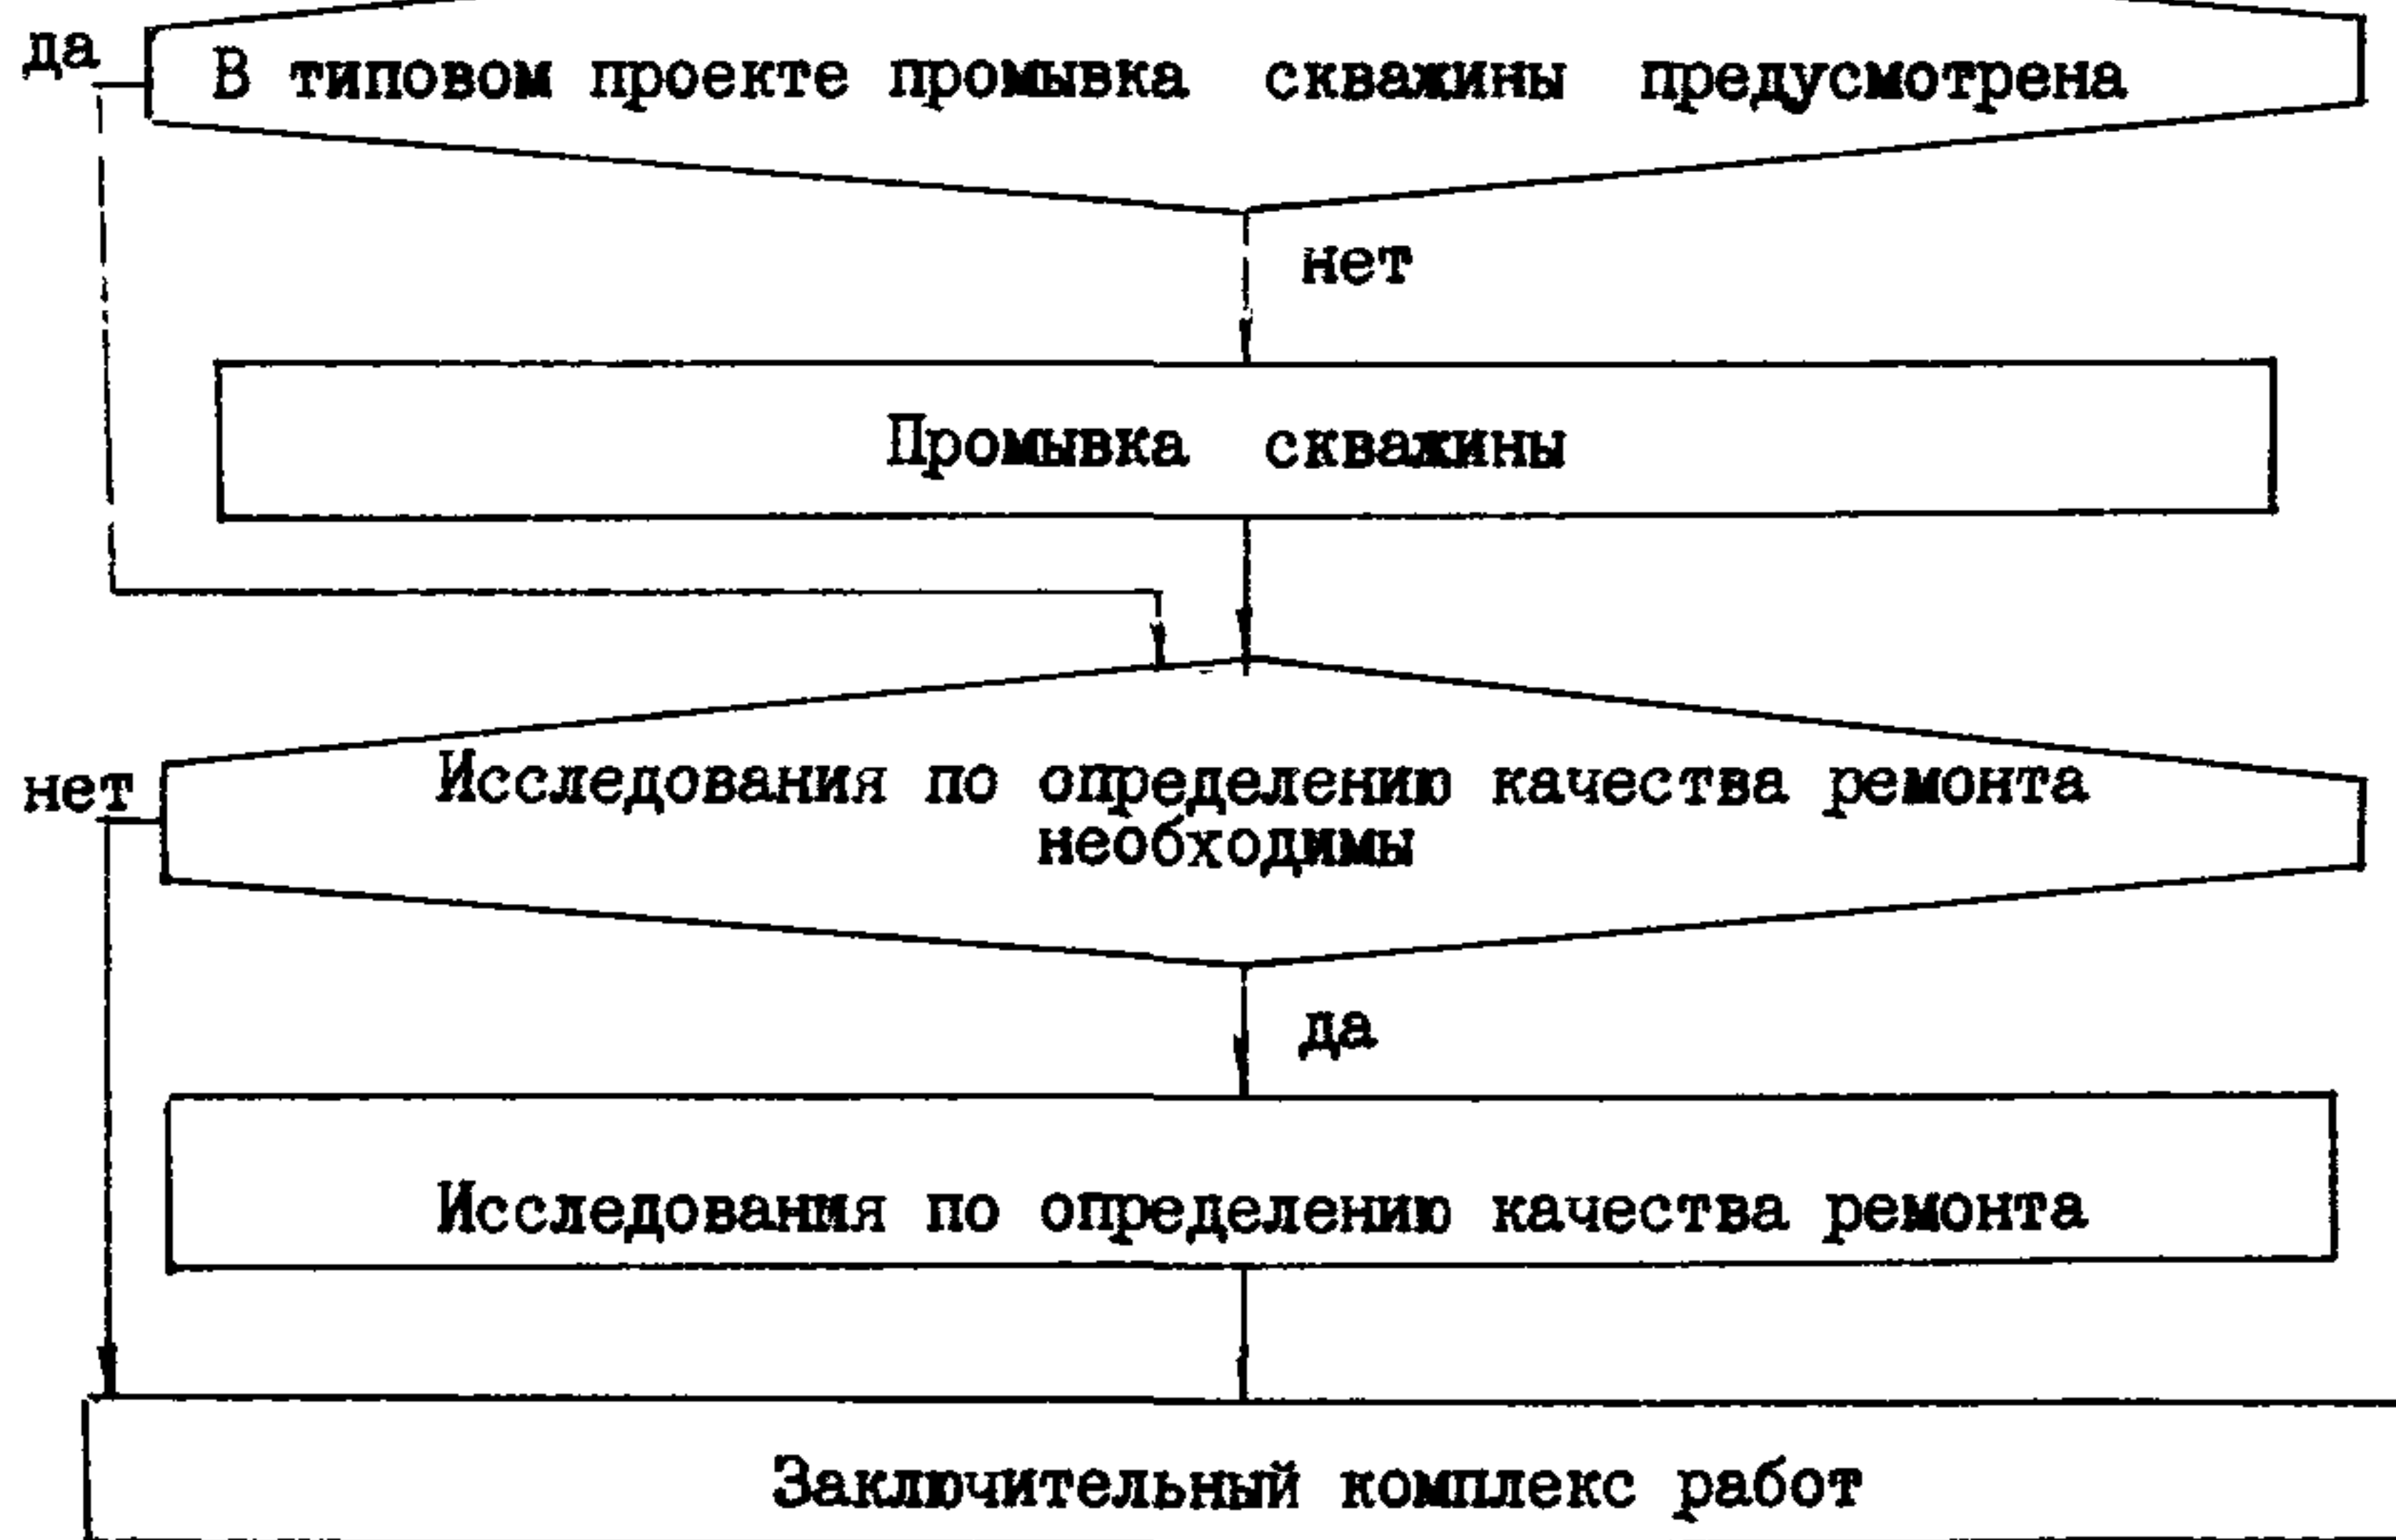 да
В типовом проекте промывка скважины предусмотрена
нет
Промывка скважины
Исследования по определению качества ремонта
необходимы
нет
да
Исследования по определению качества ремонта
Заключительный комплекс работ